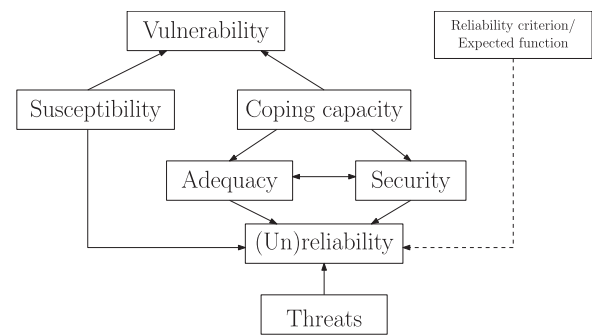 Vulnerability
Reliability criterion/
Expected function
Susceptibility
Coping capacity
Adequacy
Security
(Un)reliability
Threats